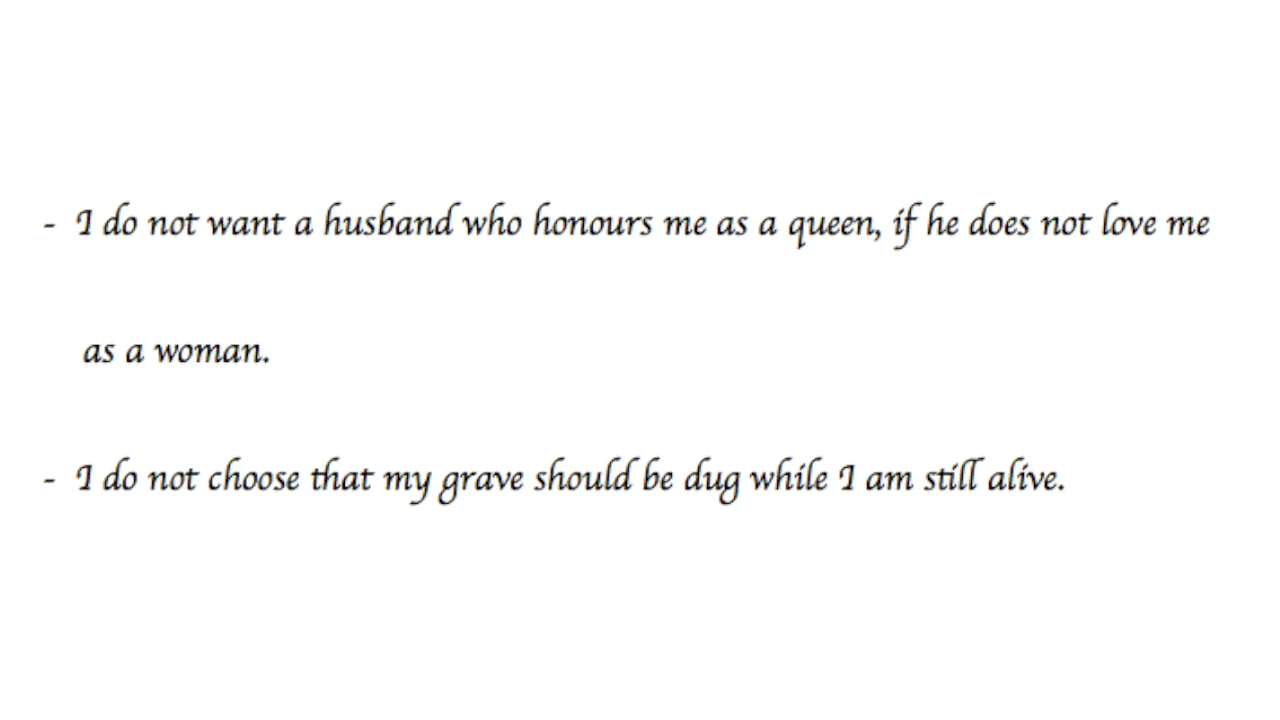 - I do not want a husband who honours me as a queen, if he does not love me
as a woman.
- I do not choose that my grave should be dug while I am still alive.